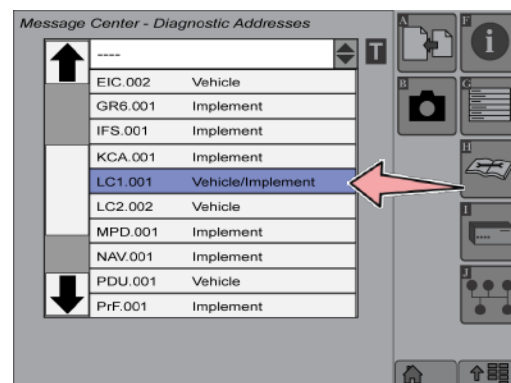 Message Center - Diagnostic Addresses
----
T
EIC.002 Vehicle
GR6.001 Implement
IFS.001 Implement
KCA.001 Implement
LC1.001 Vehicle/Implement
LC2.002 Vehicle
MPD.001 Implement
NAV.001 Implement
PDU.001 Vehicle
PrF.001 Implement
A
F
i
B
G
H
I
J